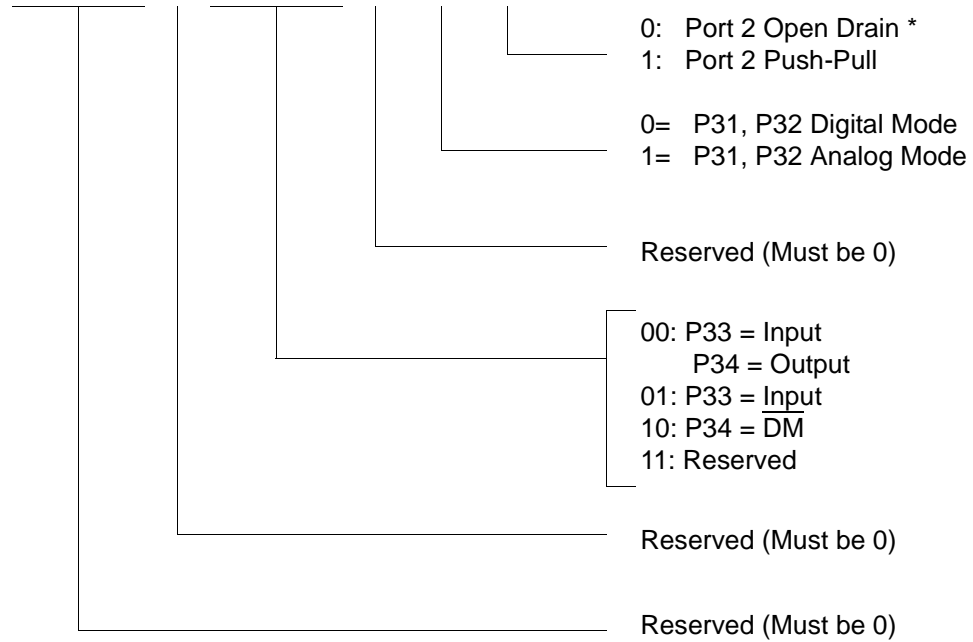 0: Port 2 Open Drain *
1: Port 2 Push-Pull
0= P31, P32 Digital Mode
1= P31, P32 Analog Mode
Reserved (Must be 0)
00: P33 = Input
P34 = Output
01: P33 = Input
10: P34 = D̅M̅
11: Reserved
Reserved (Must be 0)
Reserved (Must be 0)